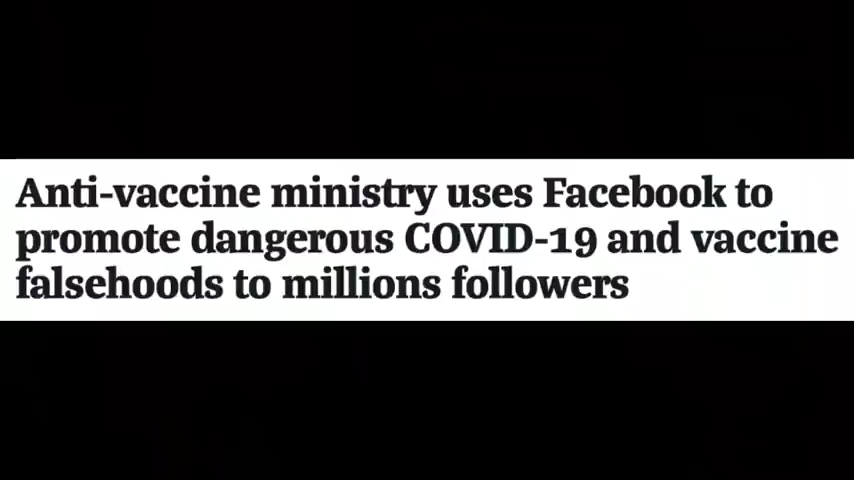 Anti-vaccine ministry uses Facebook to
promote dangerous COVID-19 and vaccine
falsehoods to millions followers